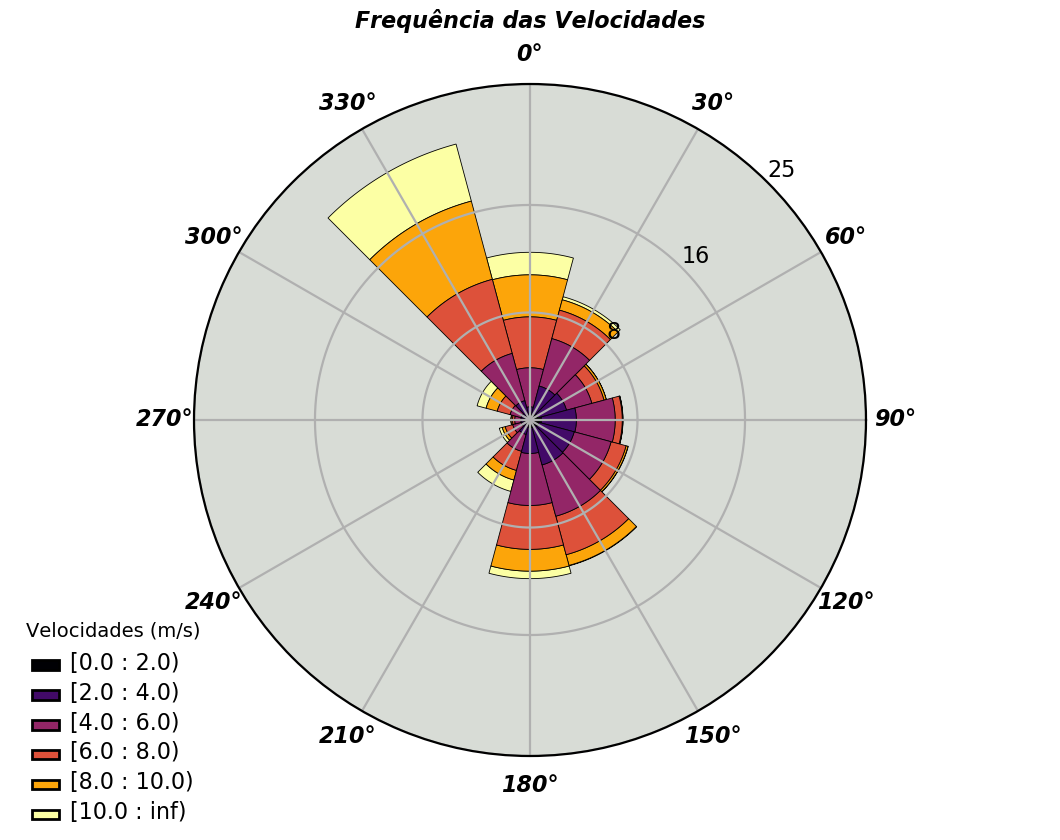 Frequência das Velocidades
0°
330°
30°
25
300°
60°
16
8
270°
90°
240°
120°
Velocidades (m/s)
[0.0 : 2.0)
[2.0 : 4.0)
[4.0 : 6.0)
210°
150°
[6.0 : 8.0)
[8.0 : 10.0)
180°
[10.0 : inf)